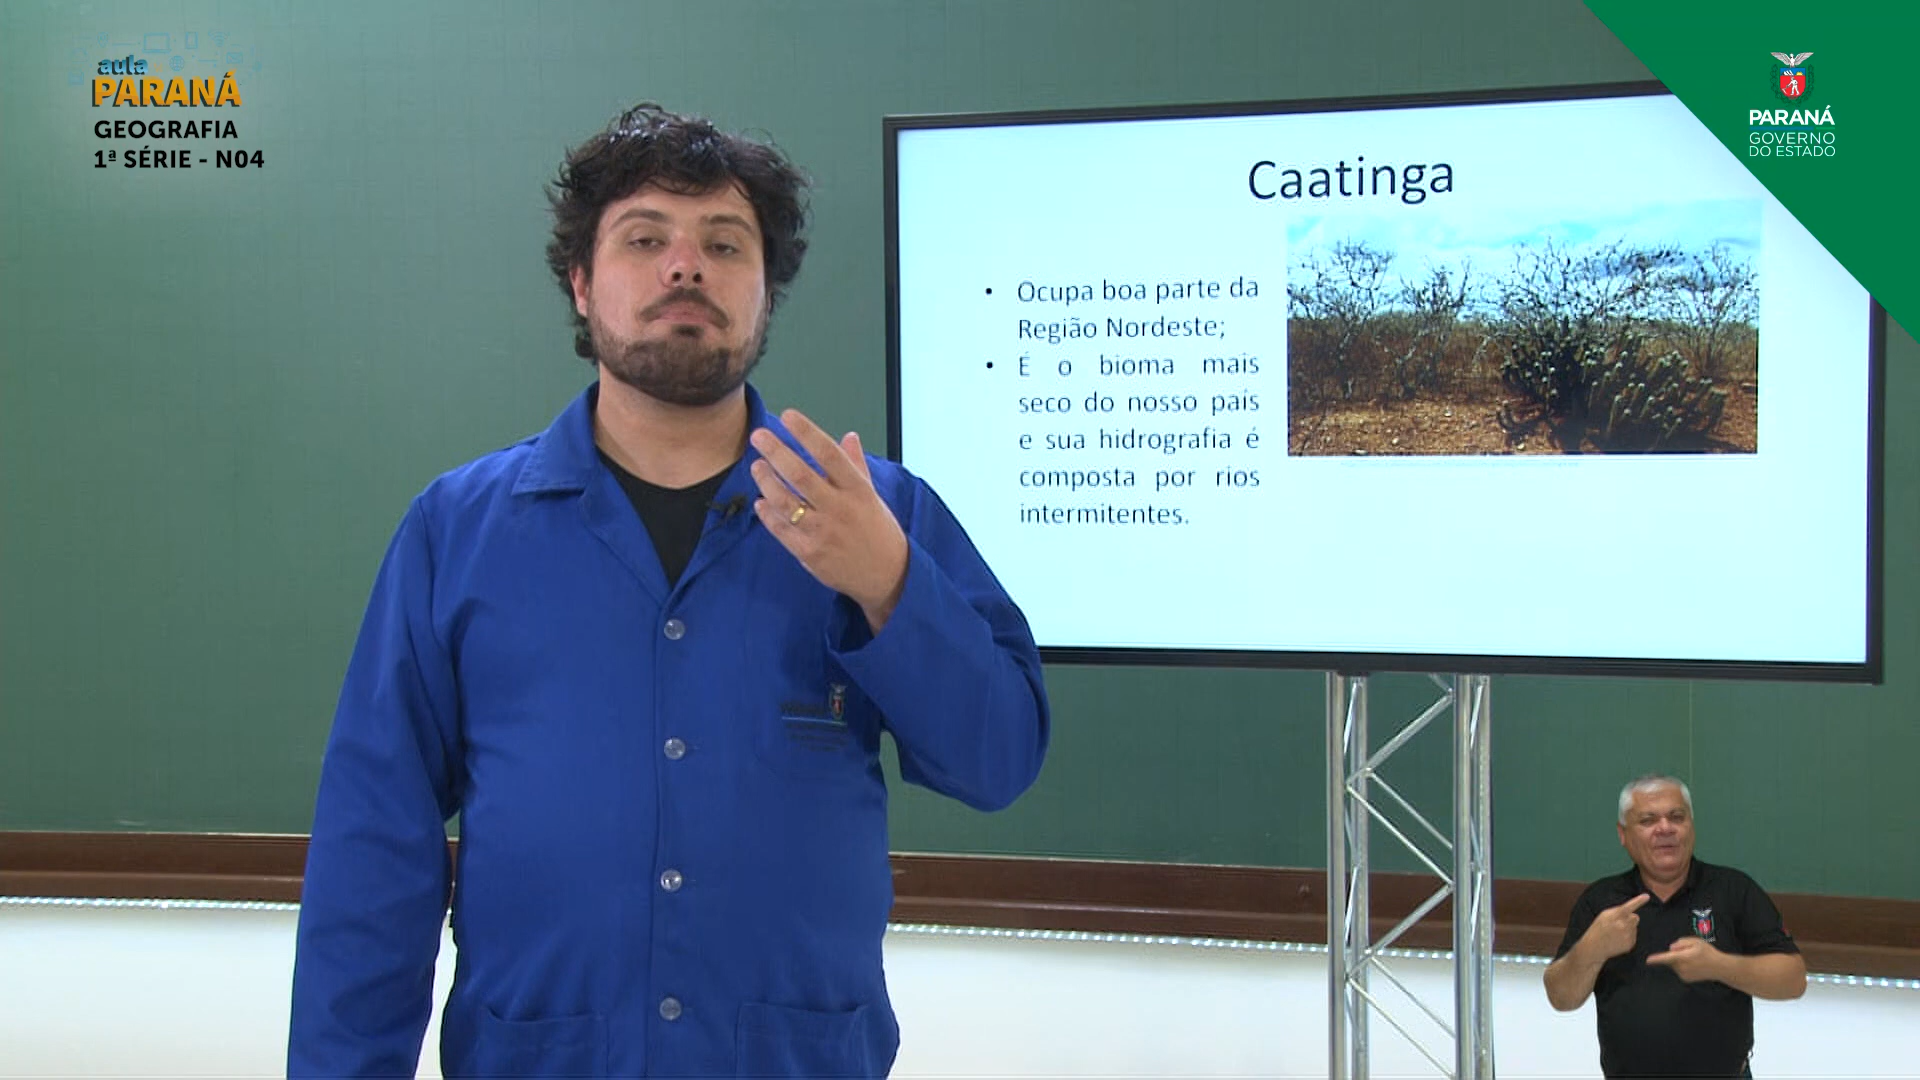 aula
PARANÁ
GEOGRAFIA
1ª SÉRIE - N04
PARANÁ
GOVERNO
DO ESTADO
Caatinga
• Ocupa boa parte da
Região Nordeste;
• É o bioma mais
seco do nosso país
e sua hidrografia é
composta por rios
intermitentes.